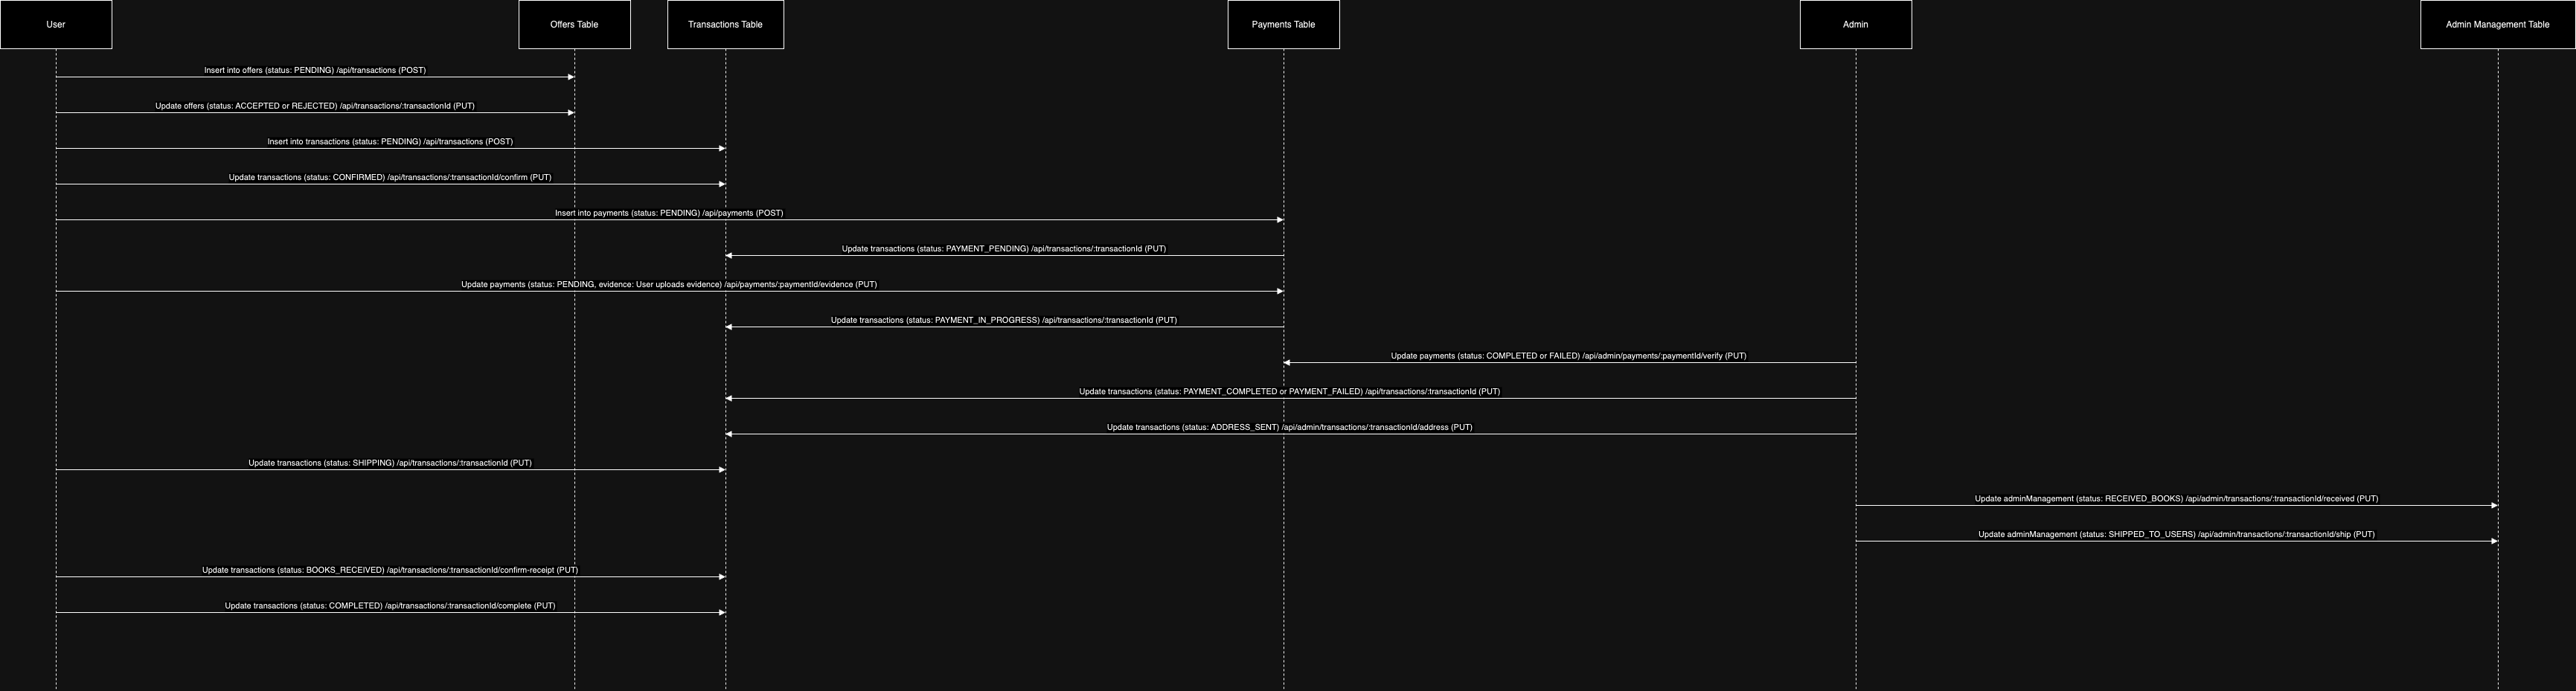 User
Offers Table
Transactions Table
Payments Table
Admin
Admin Management Table
Insert into offers (status: PENDING) /api/transactions (POST)
Update offers (status: ACCEPTED or REJECTED) /api/transactions/:transactionId (PUT)
Insert into transactions (status: PENDING) /api/transactions (POST)
Update transactions (status: CONFIRMED) /api/transactions/:transactionId/confirm (PUT)
Insert into payments (status: PENDING) /api/payments (POST)
Update transactions (status: PAYMENT_PENDING) /api/transactions/:transactionId (PUT)
Update payments (status: PENDING, evidence: User uploads evidence) /api/payments/:paymentId/evidence (PUT)
Update transactions (status: PAYMENT_IN_PROGRESS) /api/transactions/:transactionId (PUT)
Update payments (status: COMPLETED or FAILED) /api/admin/payments/:paymentId/verify (PUT)
Update transactions (status: PAYMENT_COMPLETED or PAYMENT_FAILED) /api/transactions/:transactionId (PUT)
Update transactions (status: ADDRESS_SENT) /api/admin/transactions/:transactionId/address (PUT)
Update transactions (status: SHIPPING) /api/transactions/:transactionId (PUT)
Update adminManagement (status: RECEIVED_BOOKS) /api/admin/transactions/:transactionId/received (PUT)
Update adminManagement (status: SHIPPED_TO_USERS) /api/admin/transactions/:transactionId/ship (PUT)
Update transactions (status: BOOKS_RECEIVED) /api/transactions/:transactionId/confirm-receipt (PUT)
Update transactions (status: COMPLETED) /api/transactions/:transactionId/complete (PUT)